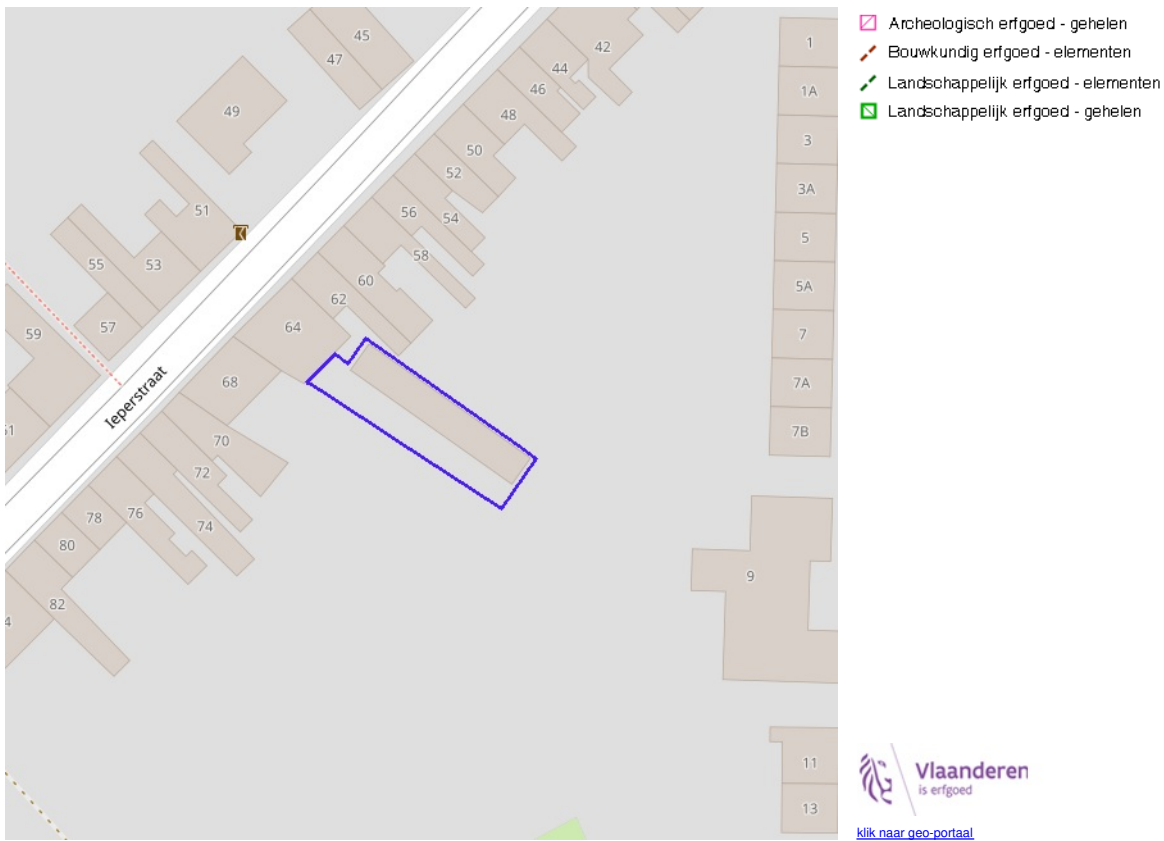 45
47
49
42
44
46
48
50
52
51
56
54
55
53
58
60
62
57
64
59
68
61
70
72
76
74
78
80
82
4
Ieperstraat
1
1A
3
3A
5
5A
7
7A
7B
9
11
13
Archeologisch erfgoed - gehelen
Bouwkundig erfgoed - elementen
Landschappelijk erfgoed - elementen
Landschappelijk erfgoed - gehelen
Vlaanderen
is erfgoed
klik naar geo-portaal